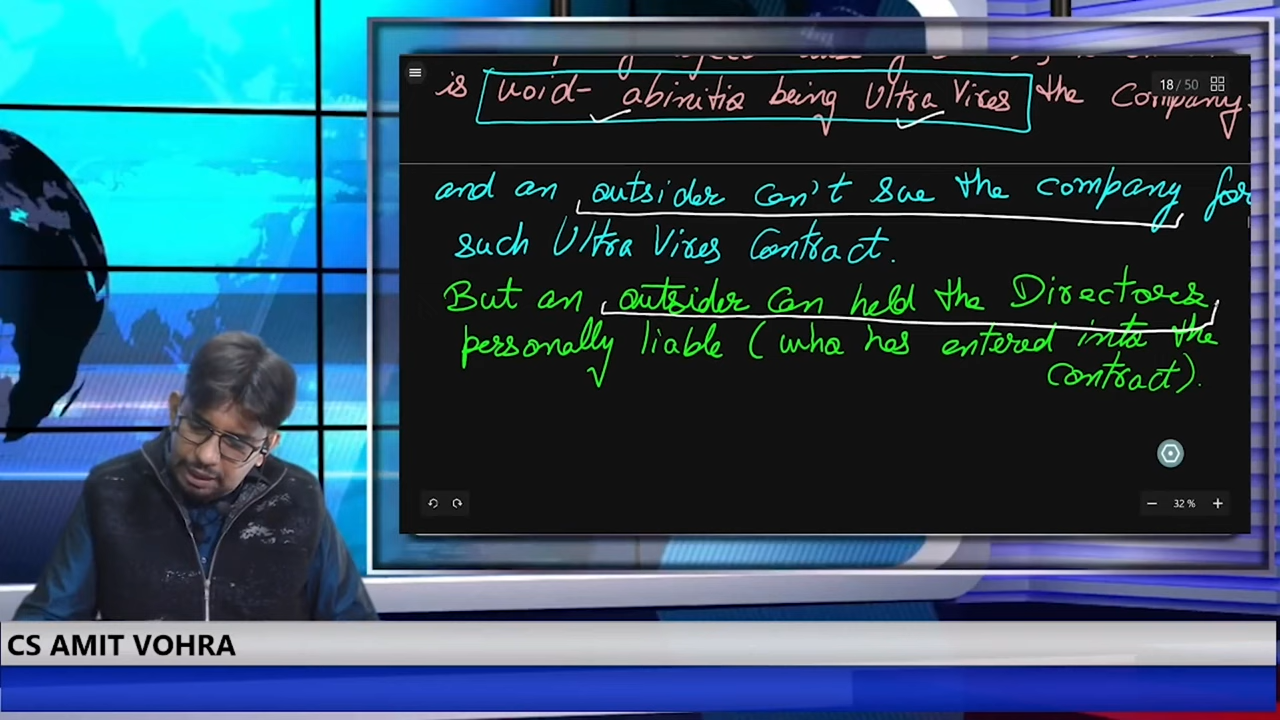 is void- abinitio being Ultra Vires the Company.
18 / 50
and an outsider can't sue the company for
such Ultra Vires Contract.
But an outsider can held the Directors
personally liable (who has entered into the
contract).
32 %
CS AMIT VOHRA